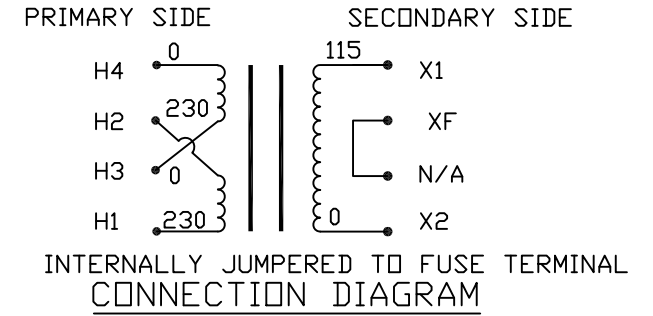 PRIMARY SIDE SECONDARY SIDE
0 115
H4 X1
230
H2 XF
H3 0 N/A
H1 230 0 X2
INTERNALLY JUMPERED TO FUSE TERMINAL
CONNECTION DIAGRAM